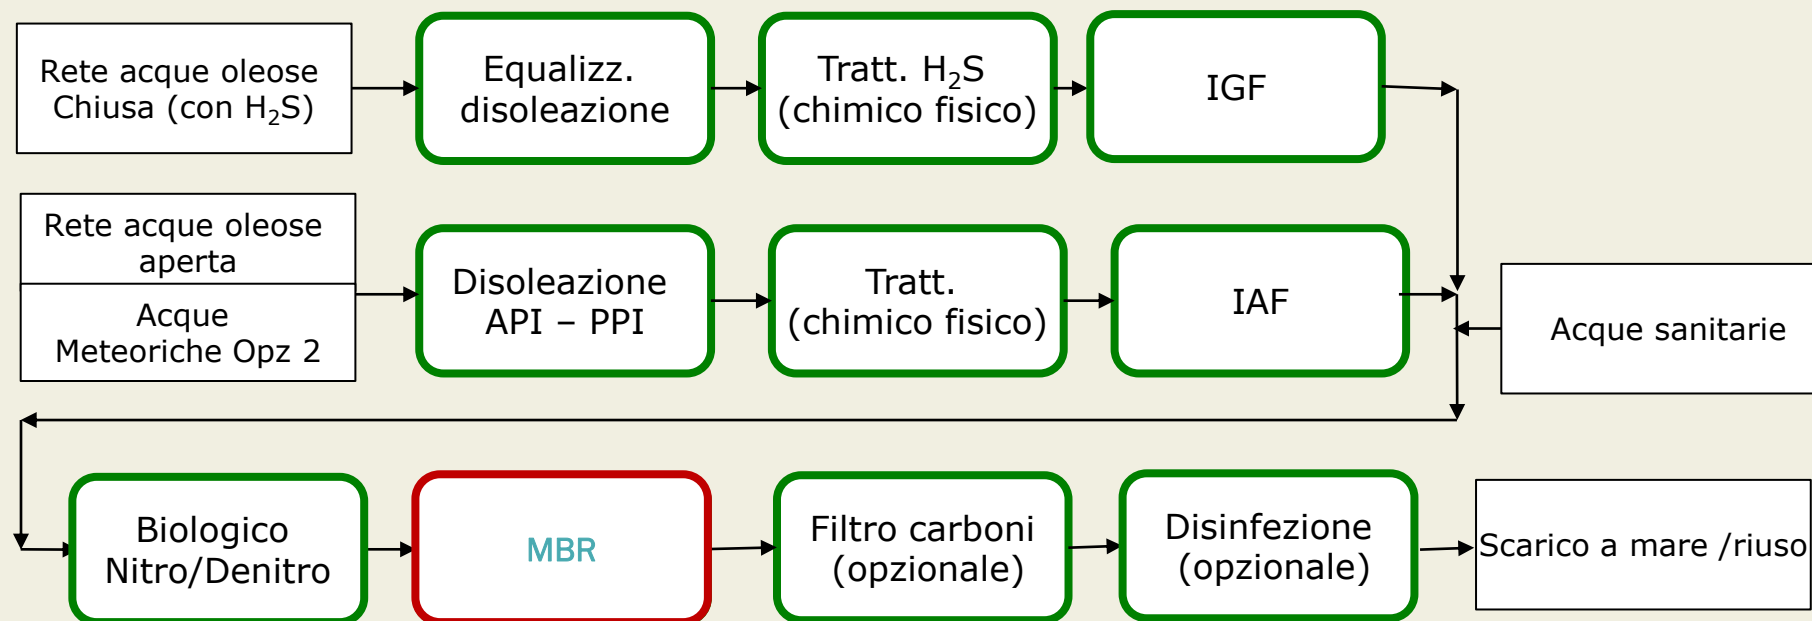 Rete acque oleose
Chiusa (con H₂S)
Equalizz.
disoleazione
Tratt. H₂S
(chimico fisico)
IGF
Rete acque oleose
aperta
Acque
Meteoriche Opz 2
Disoleazione
API – PPI
Tratt.
(chimico fisico)
IAF
Acque sanitarie
Biologico
Nitro/Denitro
MBR
Filtro carboni
(opzionale)
Disinfezione
(opzionale)
Scarico a mare /riuso